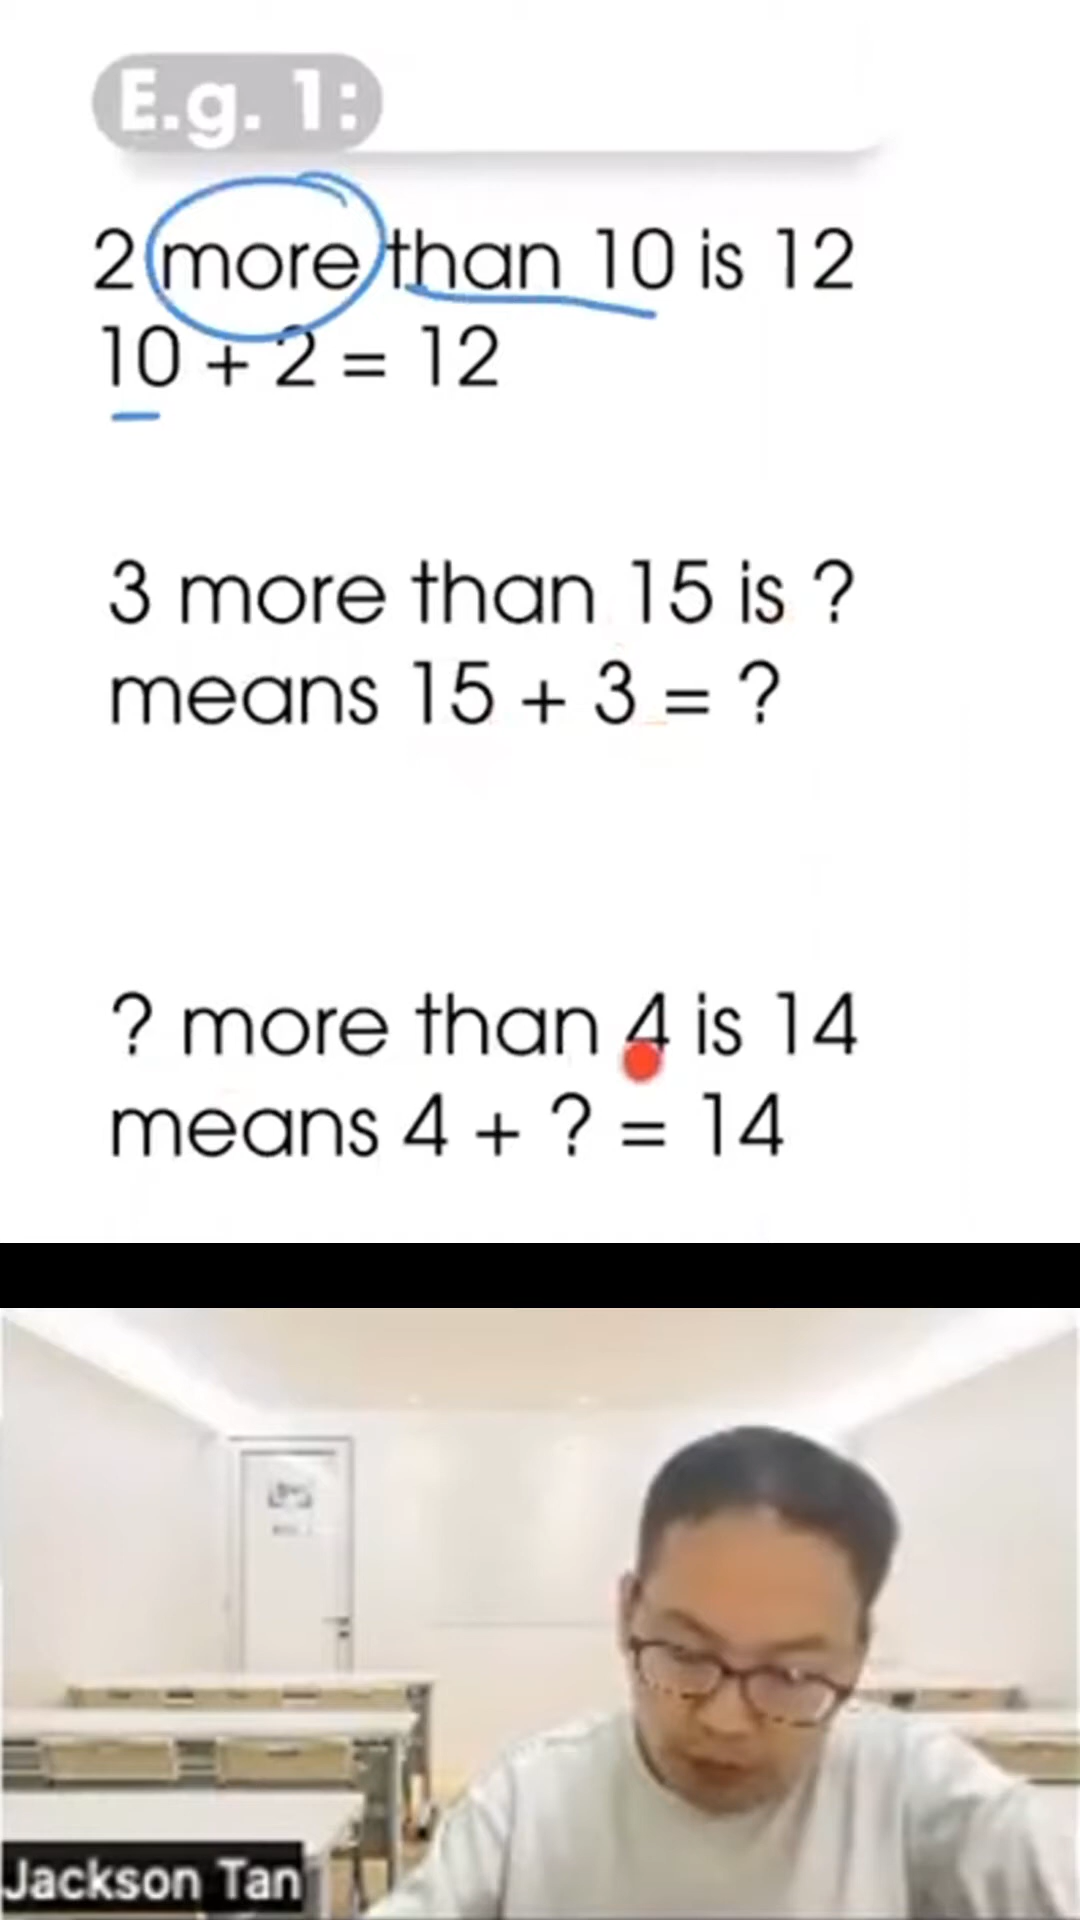 E.g. 1:
2 more than 10 is 12
10 + 2 = 12
3 more than 15 is ?
means 15 + 3 = ?
? more than 4 is 14
means 4 + ? = 14
Jackson Tan